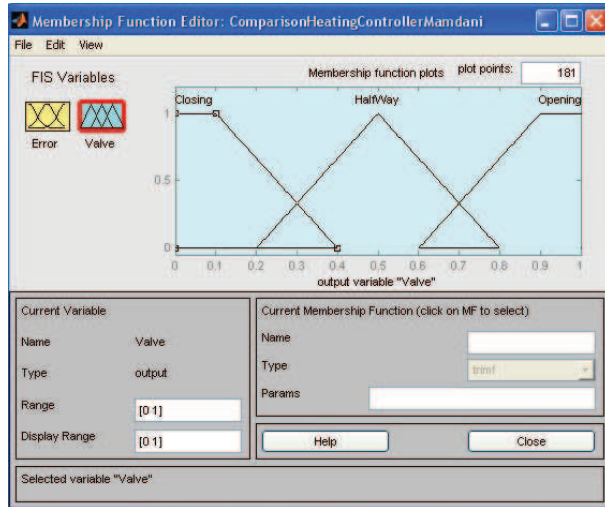 Membership Function Editor: ComparisonHeatingControllerMamdani
File Edit View
FIS Variables
Membership function plots plot points: 181
Error Valve
Closing HalfWay Opening
1
0.5
0
0 0.1 0.2 0.3 0.4 0.5 0.6 0.7 0.8 0.9 1
output variable "Valve"
Current Variable
Name Valve
Type output
Range [0 1]
Display Range [0 1]
Current Membership Function (click on MF to select)
Name
Type trimf
Params
Help Close
Selected variable "Valve"